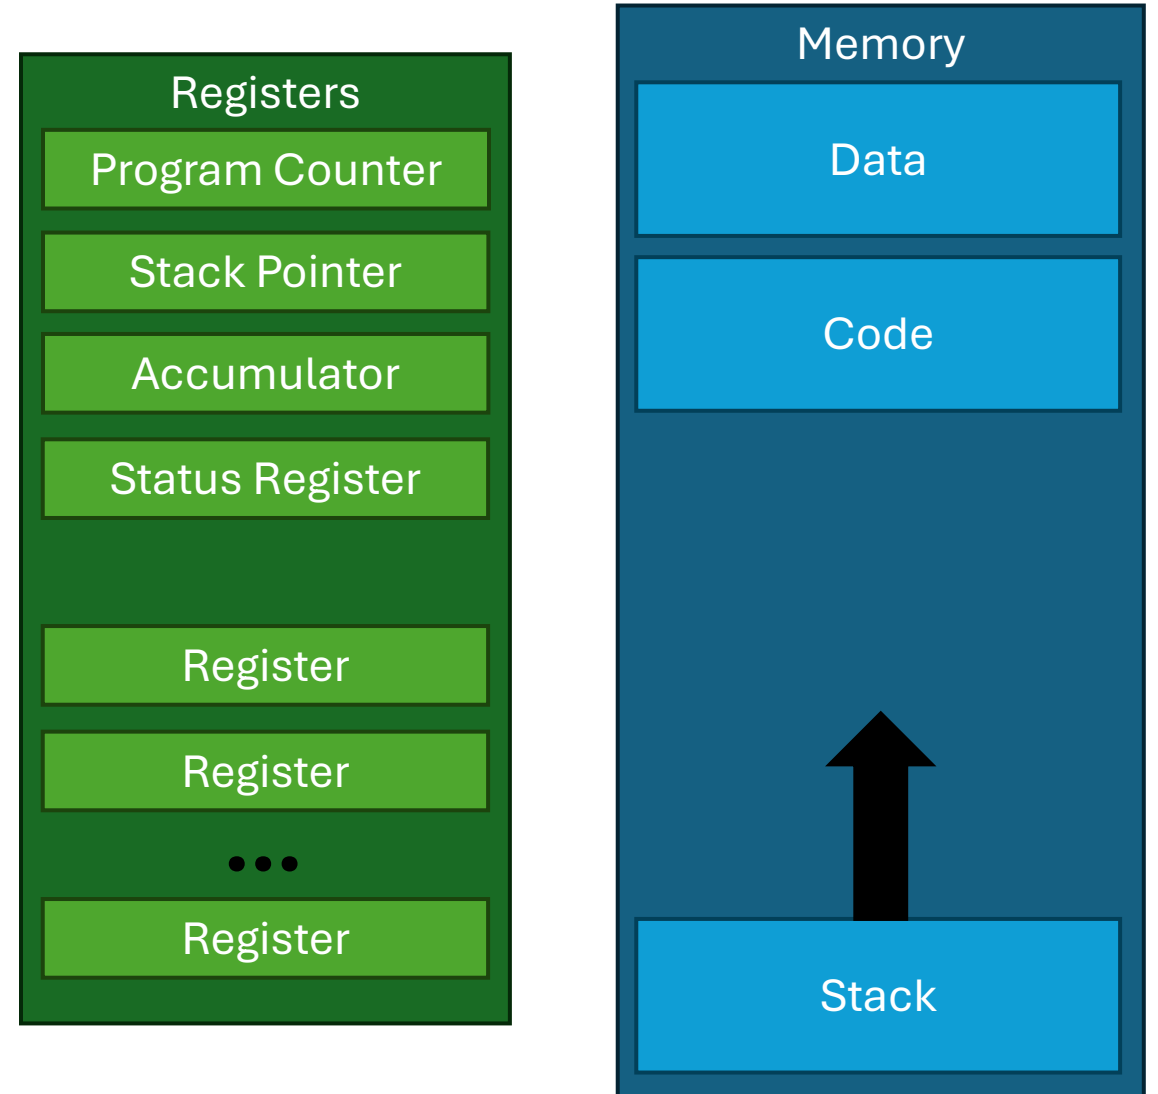 Registers
Program Counter
Stack Pointer
Accumulator
Status Register
Register
Register
...
Register
Memory
Data
Code
Stack